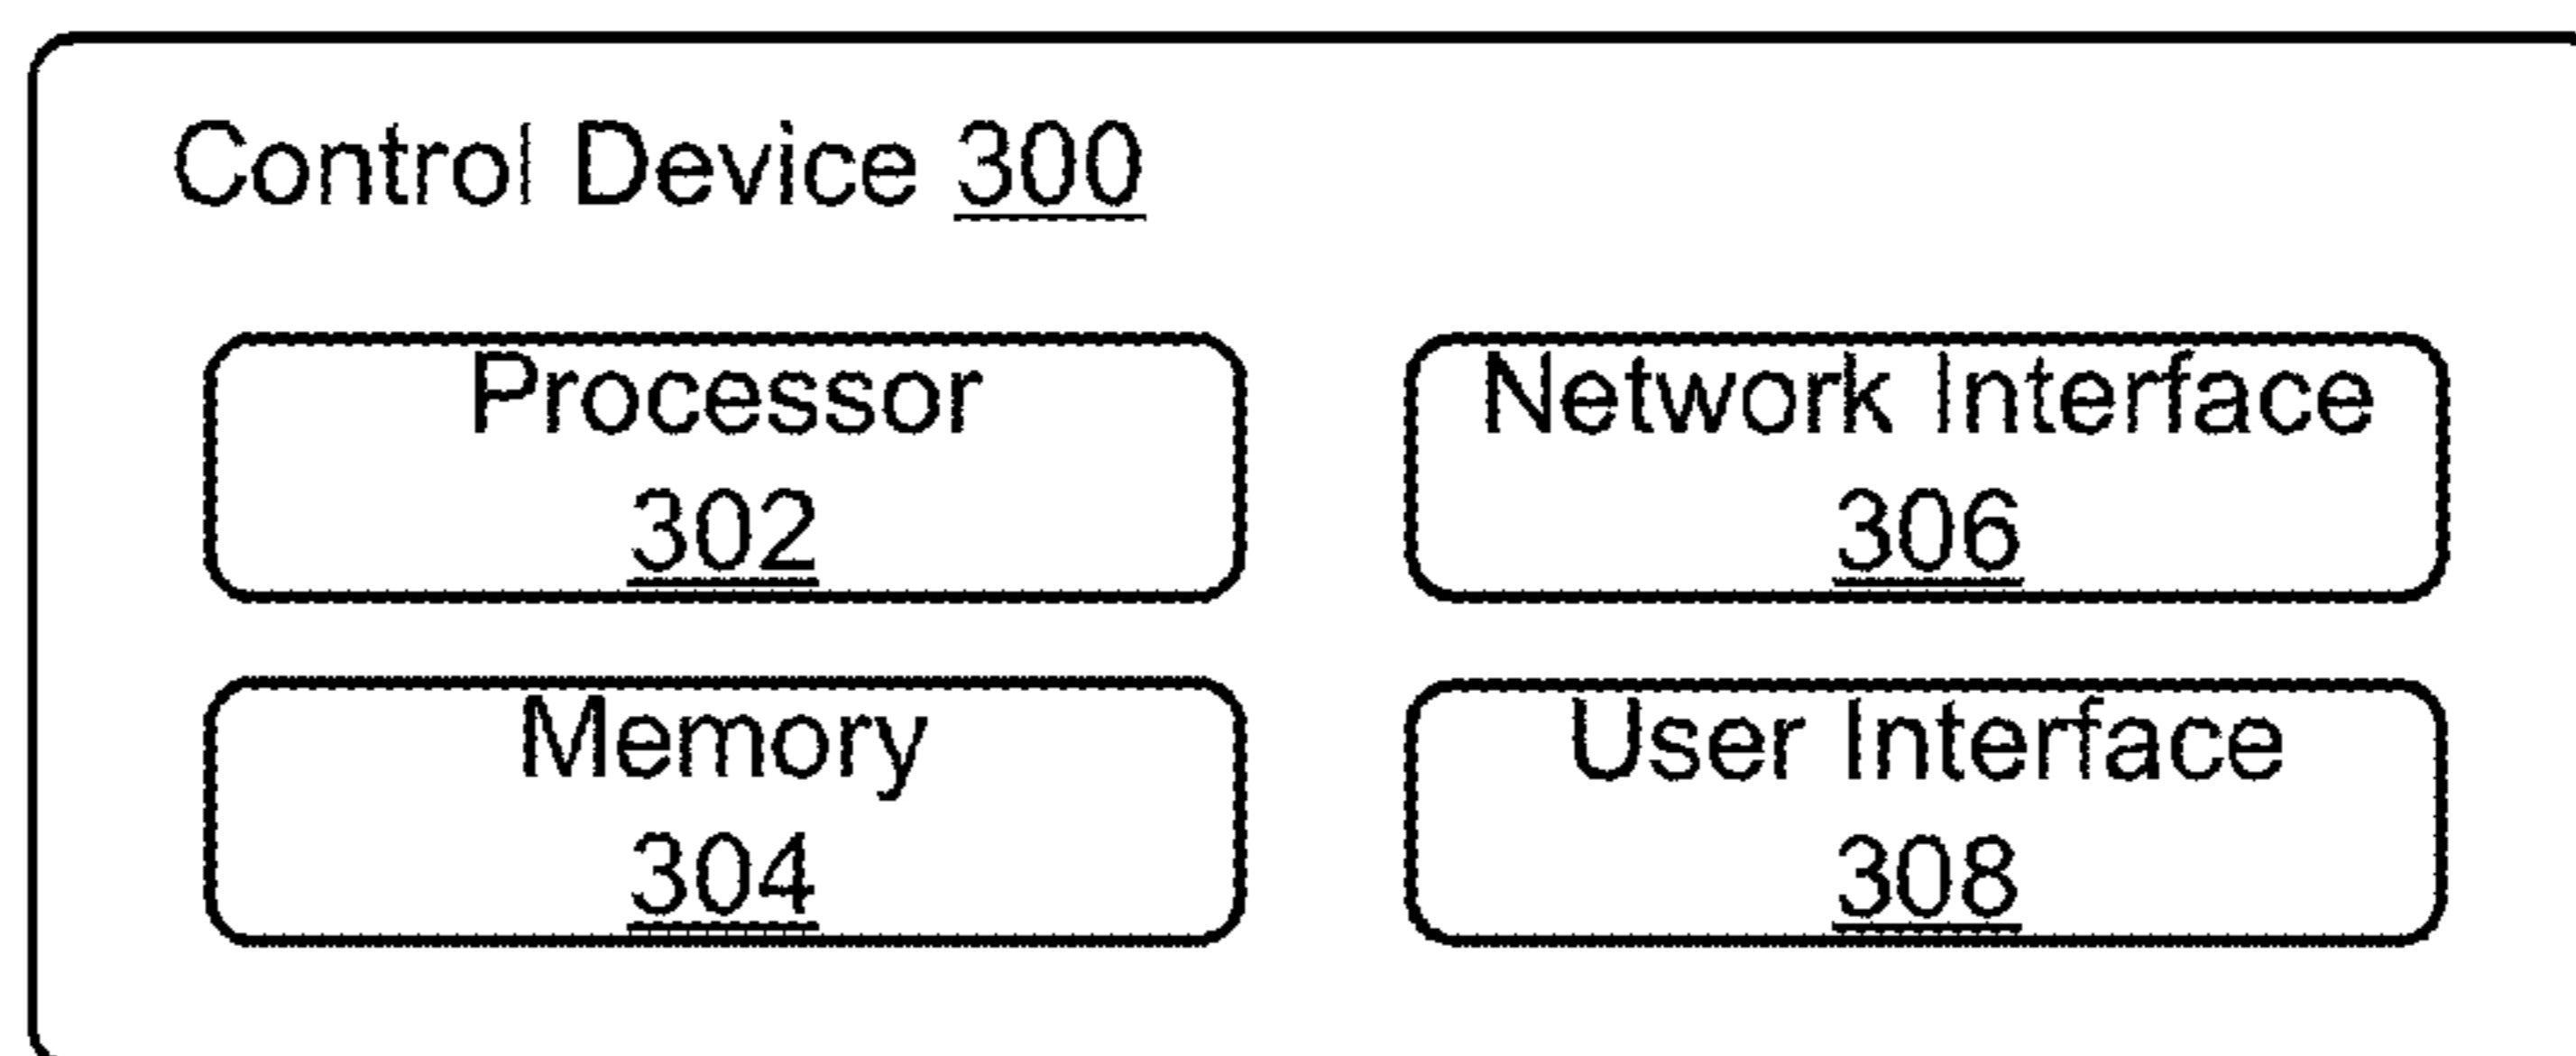 Control Device 300
Processor
302
Network Interface
306
Memory
304
User Interface
308